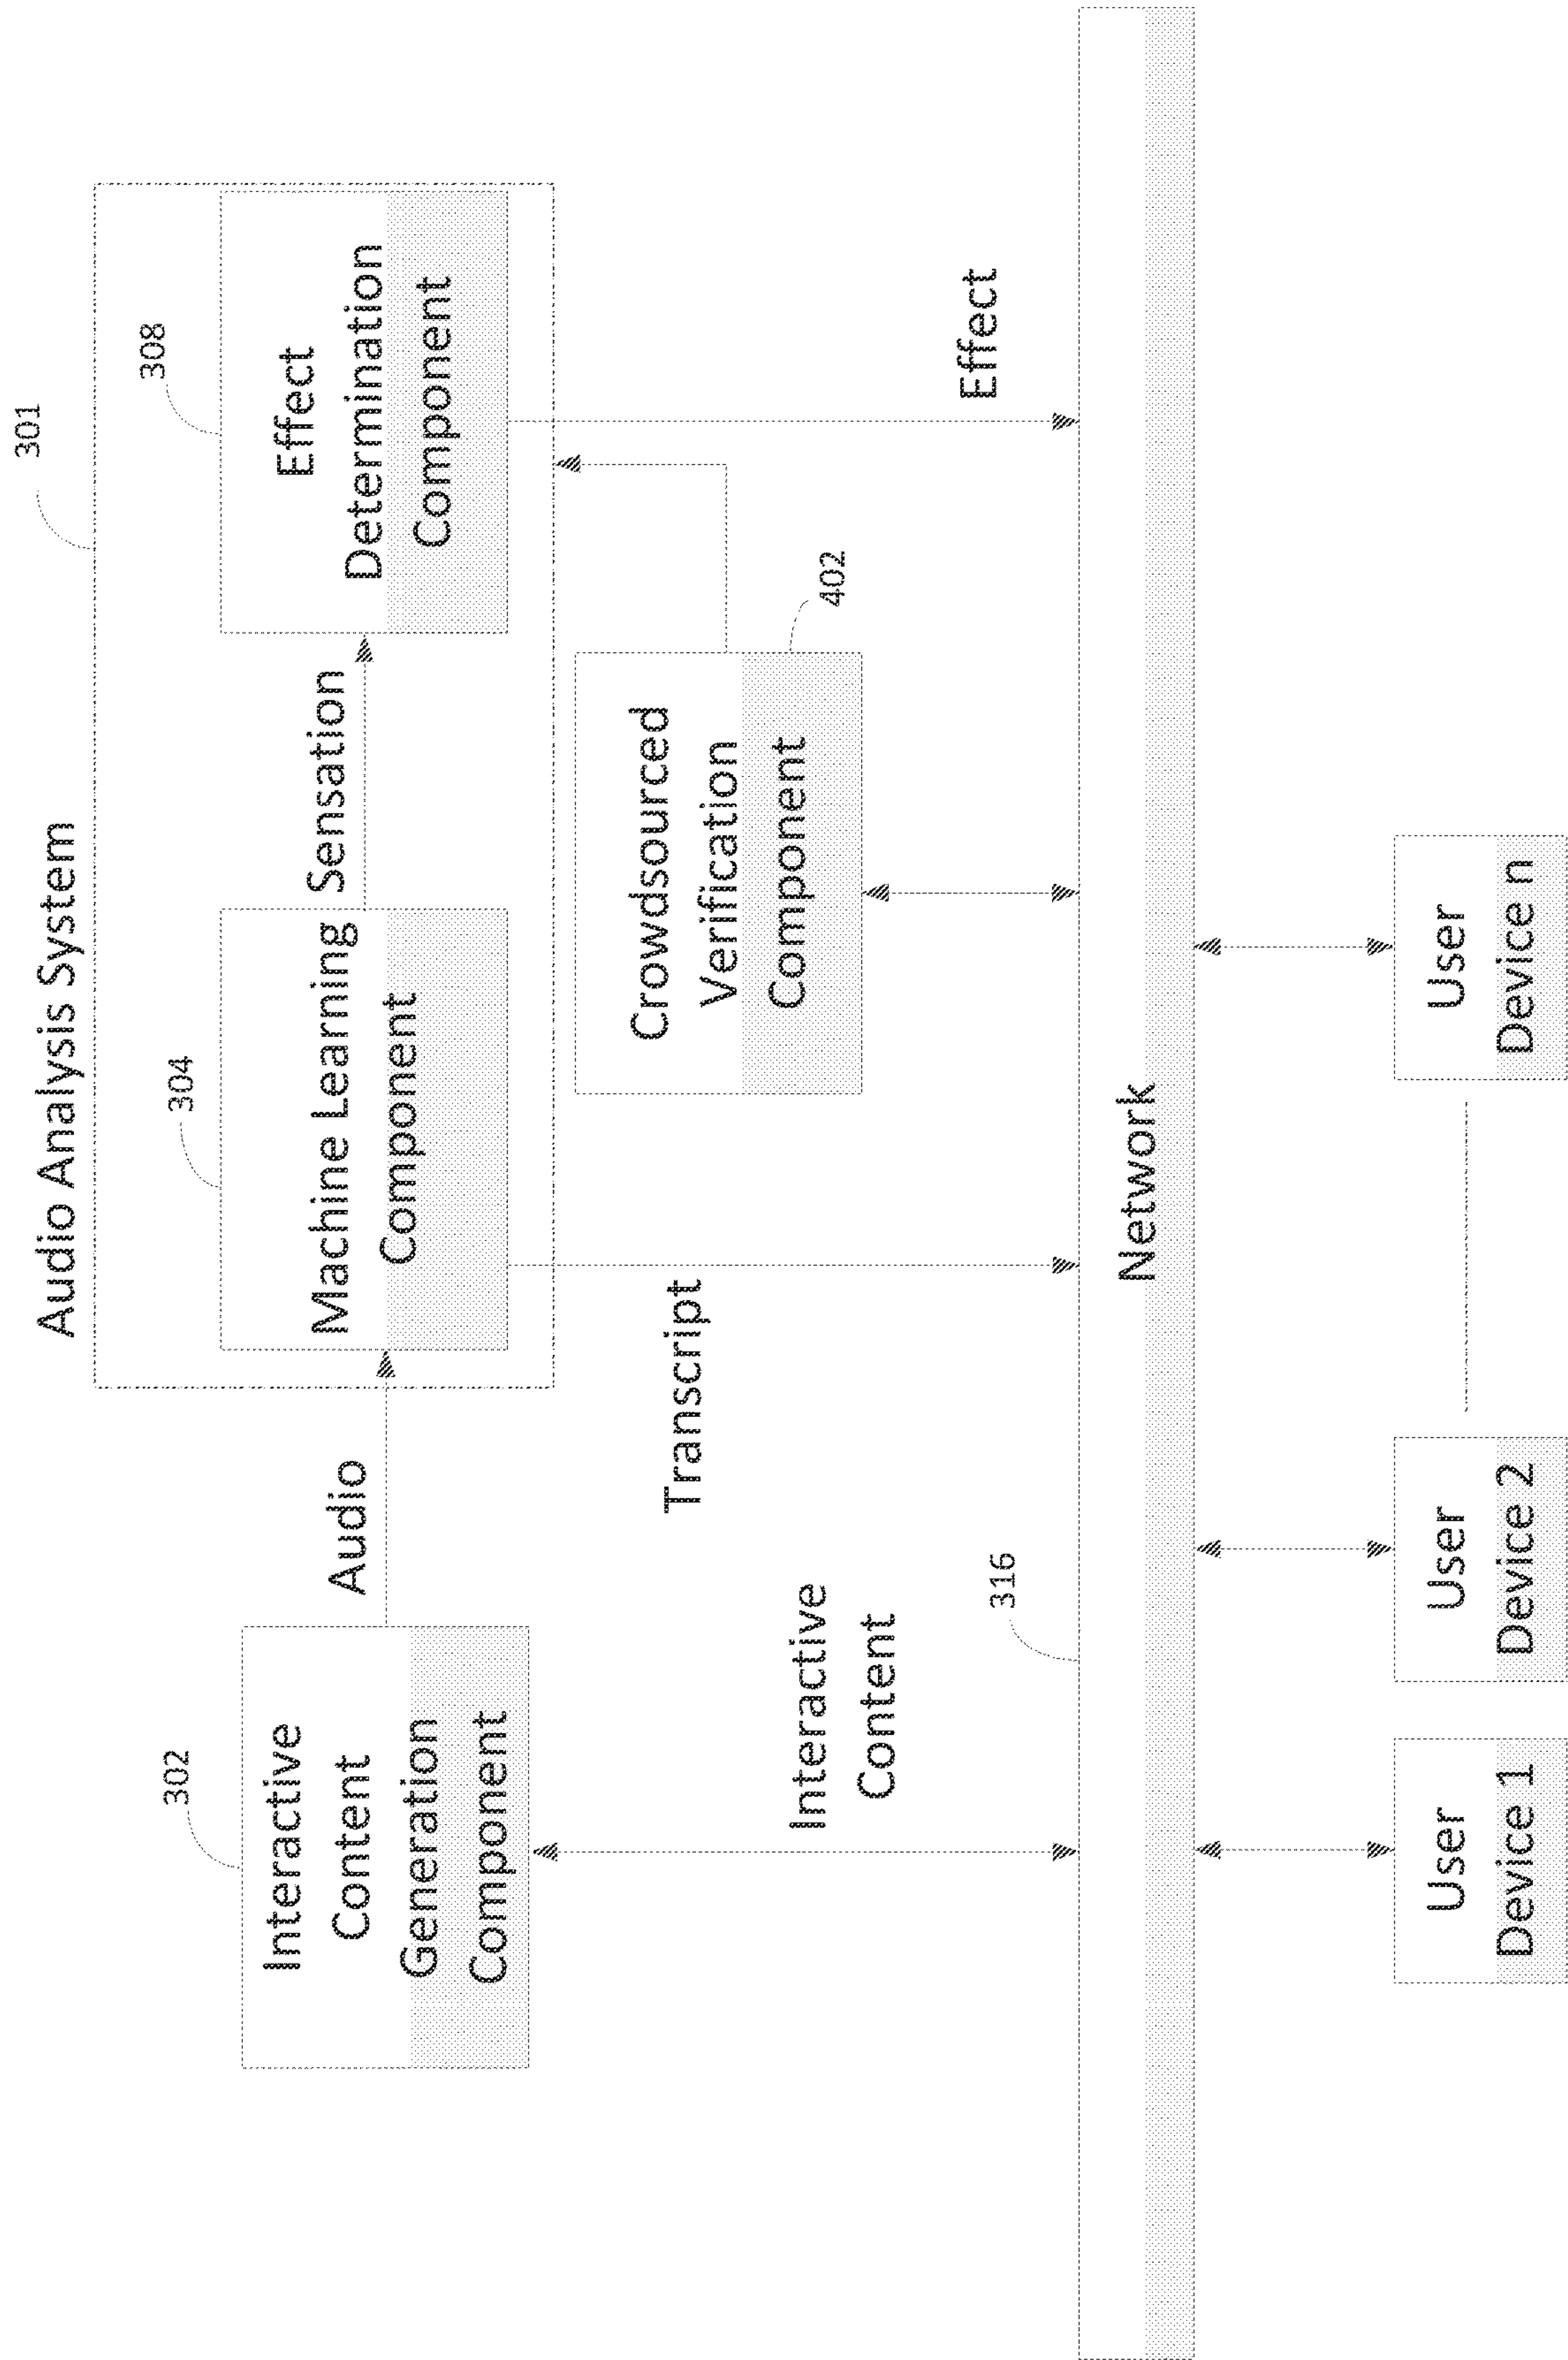 Audio Analysis System
301
302
Interactive
Content
Generation
Component
Audio
304
Machine Learning
Component
Sensation
308
Effect
Determination
Component
Transcript
Crowdsourced
Verification
Component
402
Interactive
Content
Effect
316
Network
User
Device 1
User
Device 2
User
Device n